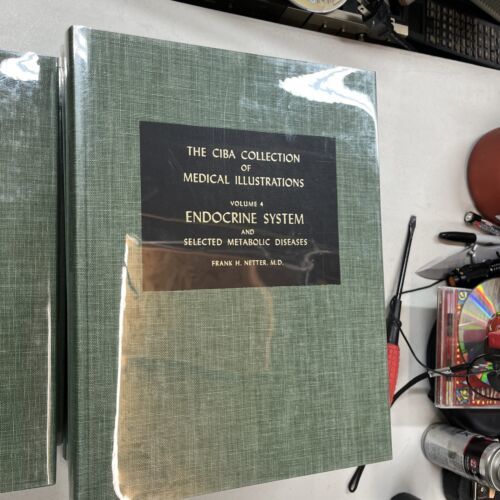 THE CIBA COLLECTION
OF
MEDICAL ILLUSTRATIONS
VOLUME 4
ENDOCRINE SYSTEM
AND
SELECTED METABOLIC DISEASES
FRANK H. NETTER, M.D.